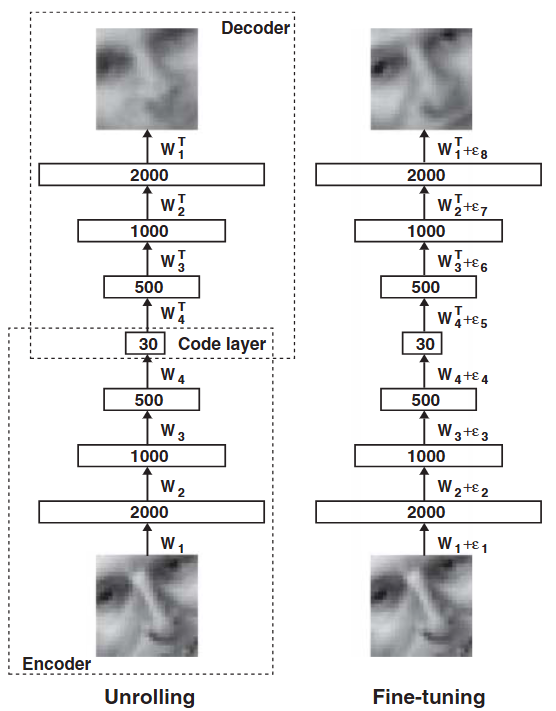 Decoder
W₁ᵀ
2000
W₂ᵀ
1000
W₃ᵀ
500
W₄ᵀ
30 Code layer
W₄
500
W₃
1000
W₂
2000
W₁
Encoder
Unrolling
W₁ᵀ+ε₈
2000
W₂ᵀ+ε₇
1000
W₃ᵀ+ε₆
500
W₄ᵀ+ε₅
30
W₄+ε₄
500
W₃+ε₃
1000
W₂+ε₂
2000
W₁+ε₁
Fine-tuning